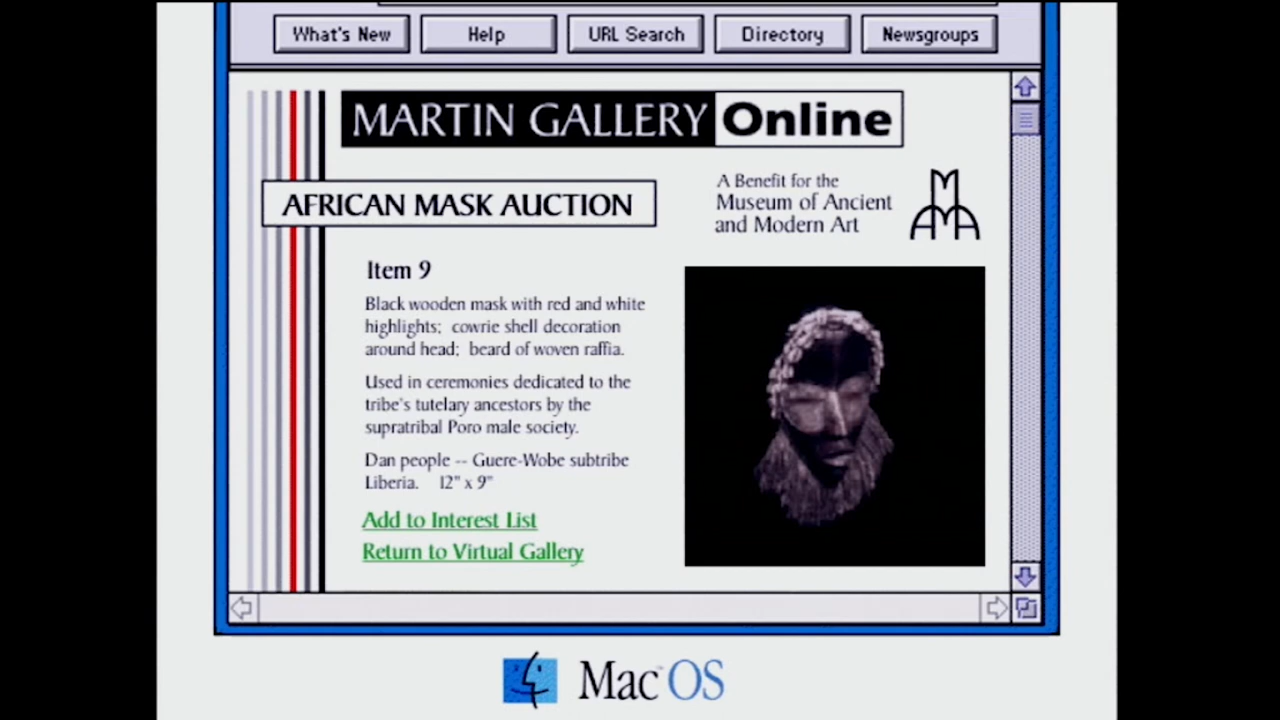 What's New
Help
URL Search
Directory
Newsgroups
MARTIN GALLERY Online
AFRICAN MASK AUCTION
A Benefit for the
Museum of Ancient
and Modern Art
MAMA
Item 9
Black wooden mask with red and white
highlights; cowrie shell decoration
around head; beard of woven raffia.
Used in ceremonies dedicated to the
tribe's tutelary ancestors by the
supratribal Poro male society.
Dan people -- Guere-Wobe subtribe
Liberia. 12" x 9"
Add to Interest List
Return to Virtual Gallery
Mac™ OS